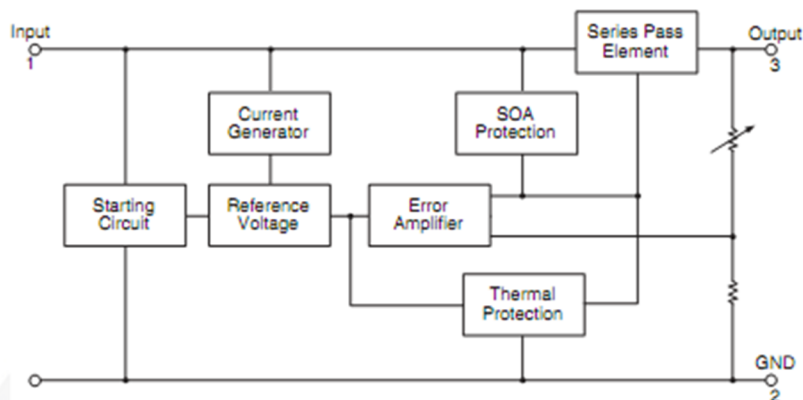 Input
1
Series Pass
Element
Output
3
Current
Generator
SOA
Protection
Starting
Circuit
Reference
Voltage
Error
Amplifier
Thermal
Protection
GND
2